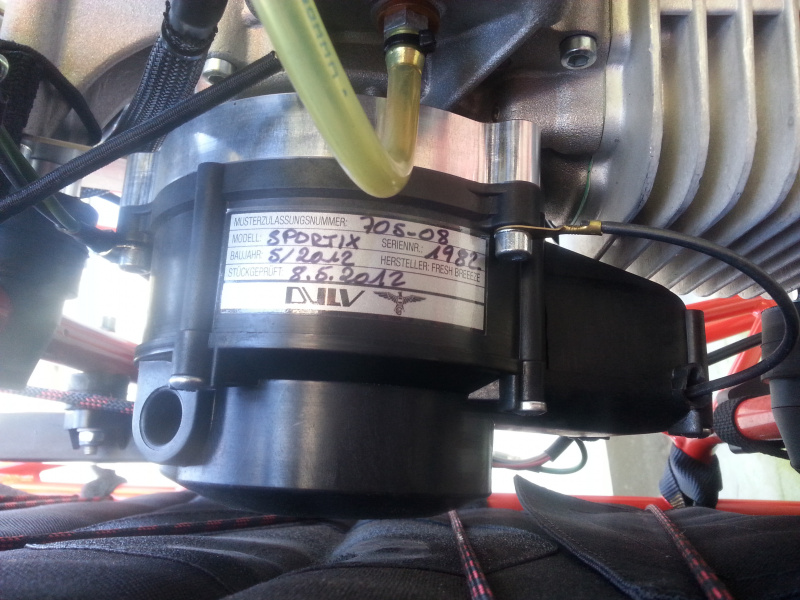 MUSTERZULASSUNGSNUMMER: 705-08
MODELL: SPORTIX SERIENNR.: 1982
BAUJAHR: 5/2012 HERSTELLER: FRESH BREEZE
STÜCKGEPRÜFT 8.5.2012
DULV